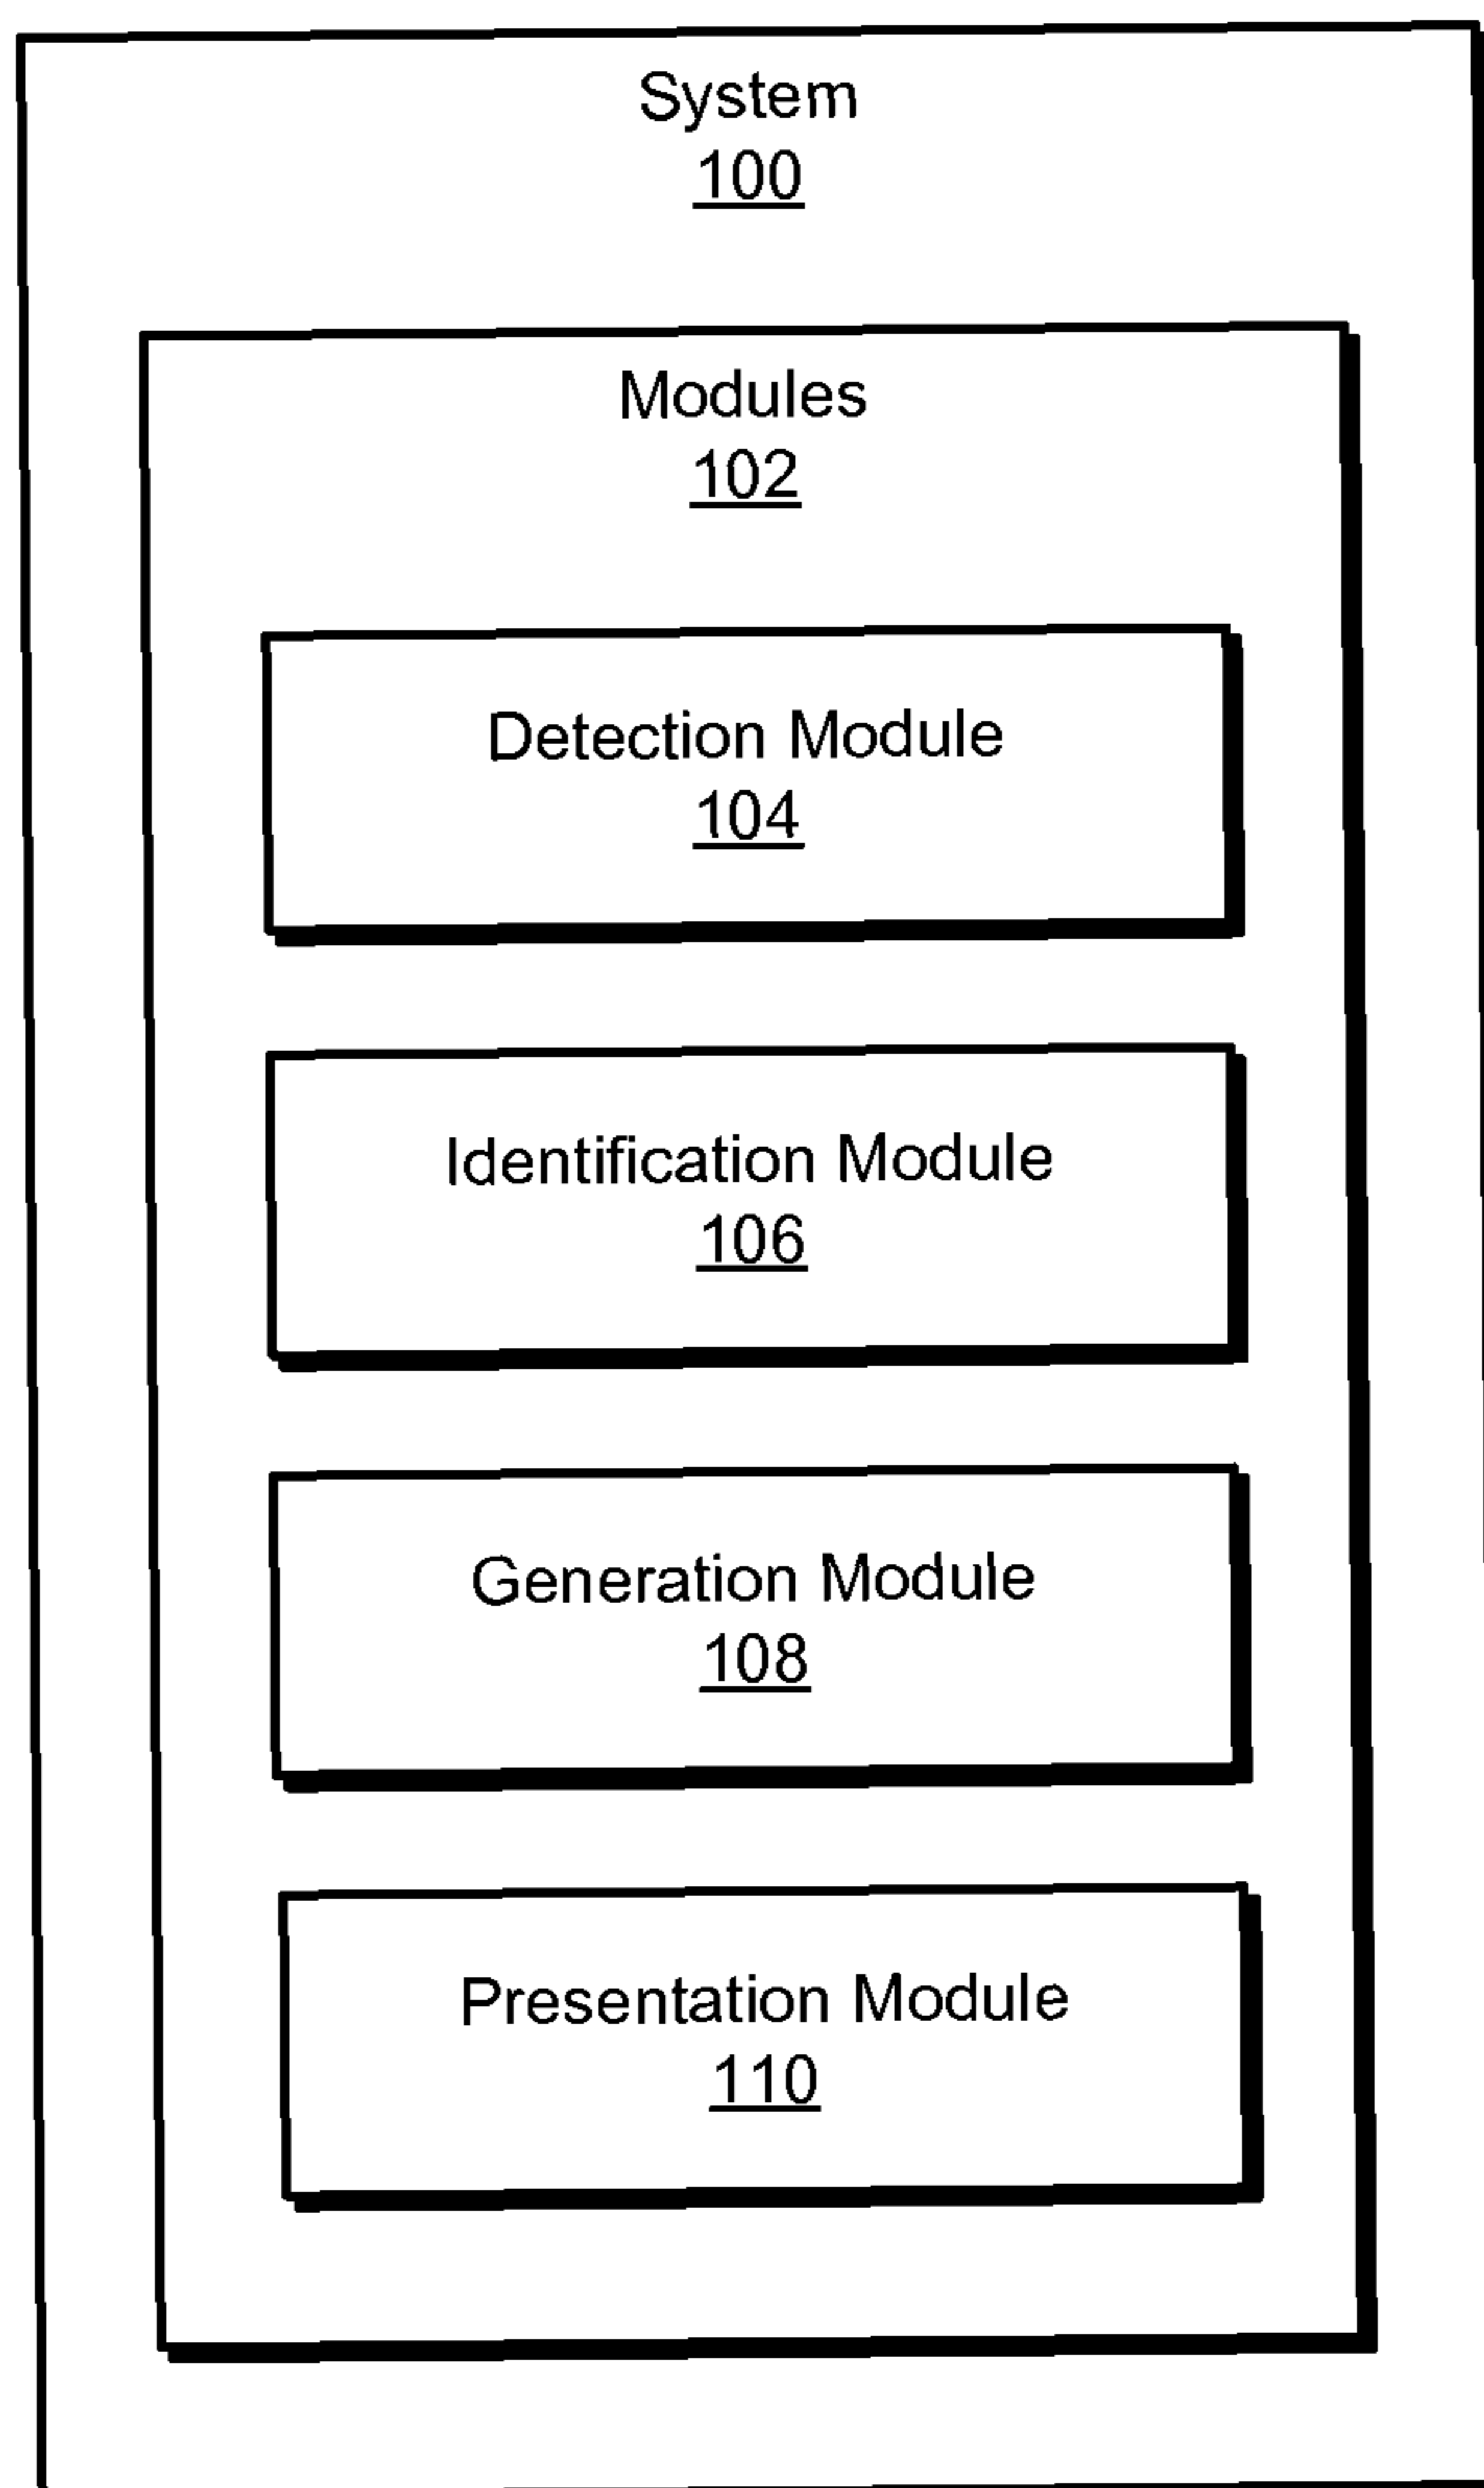 System
100
Modules
102
Detection Module
104
Identification Module
106
Generation Module
108
Presentation Module
110